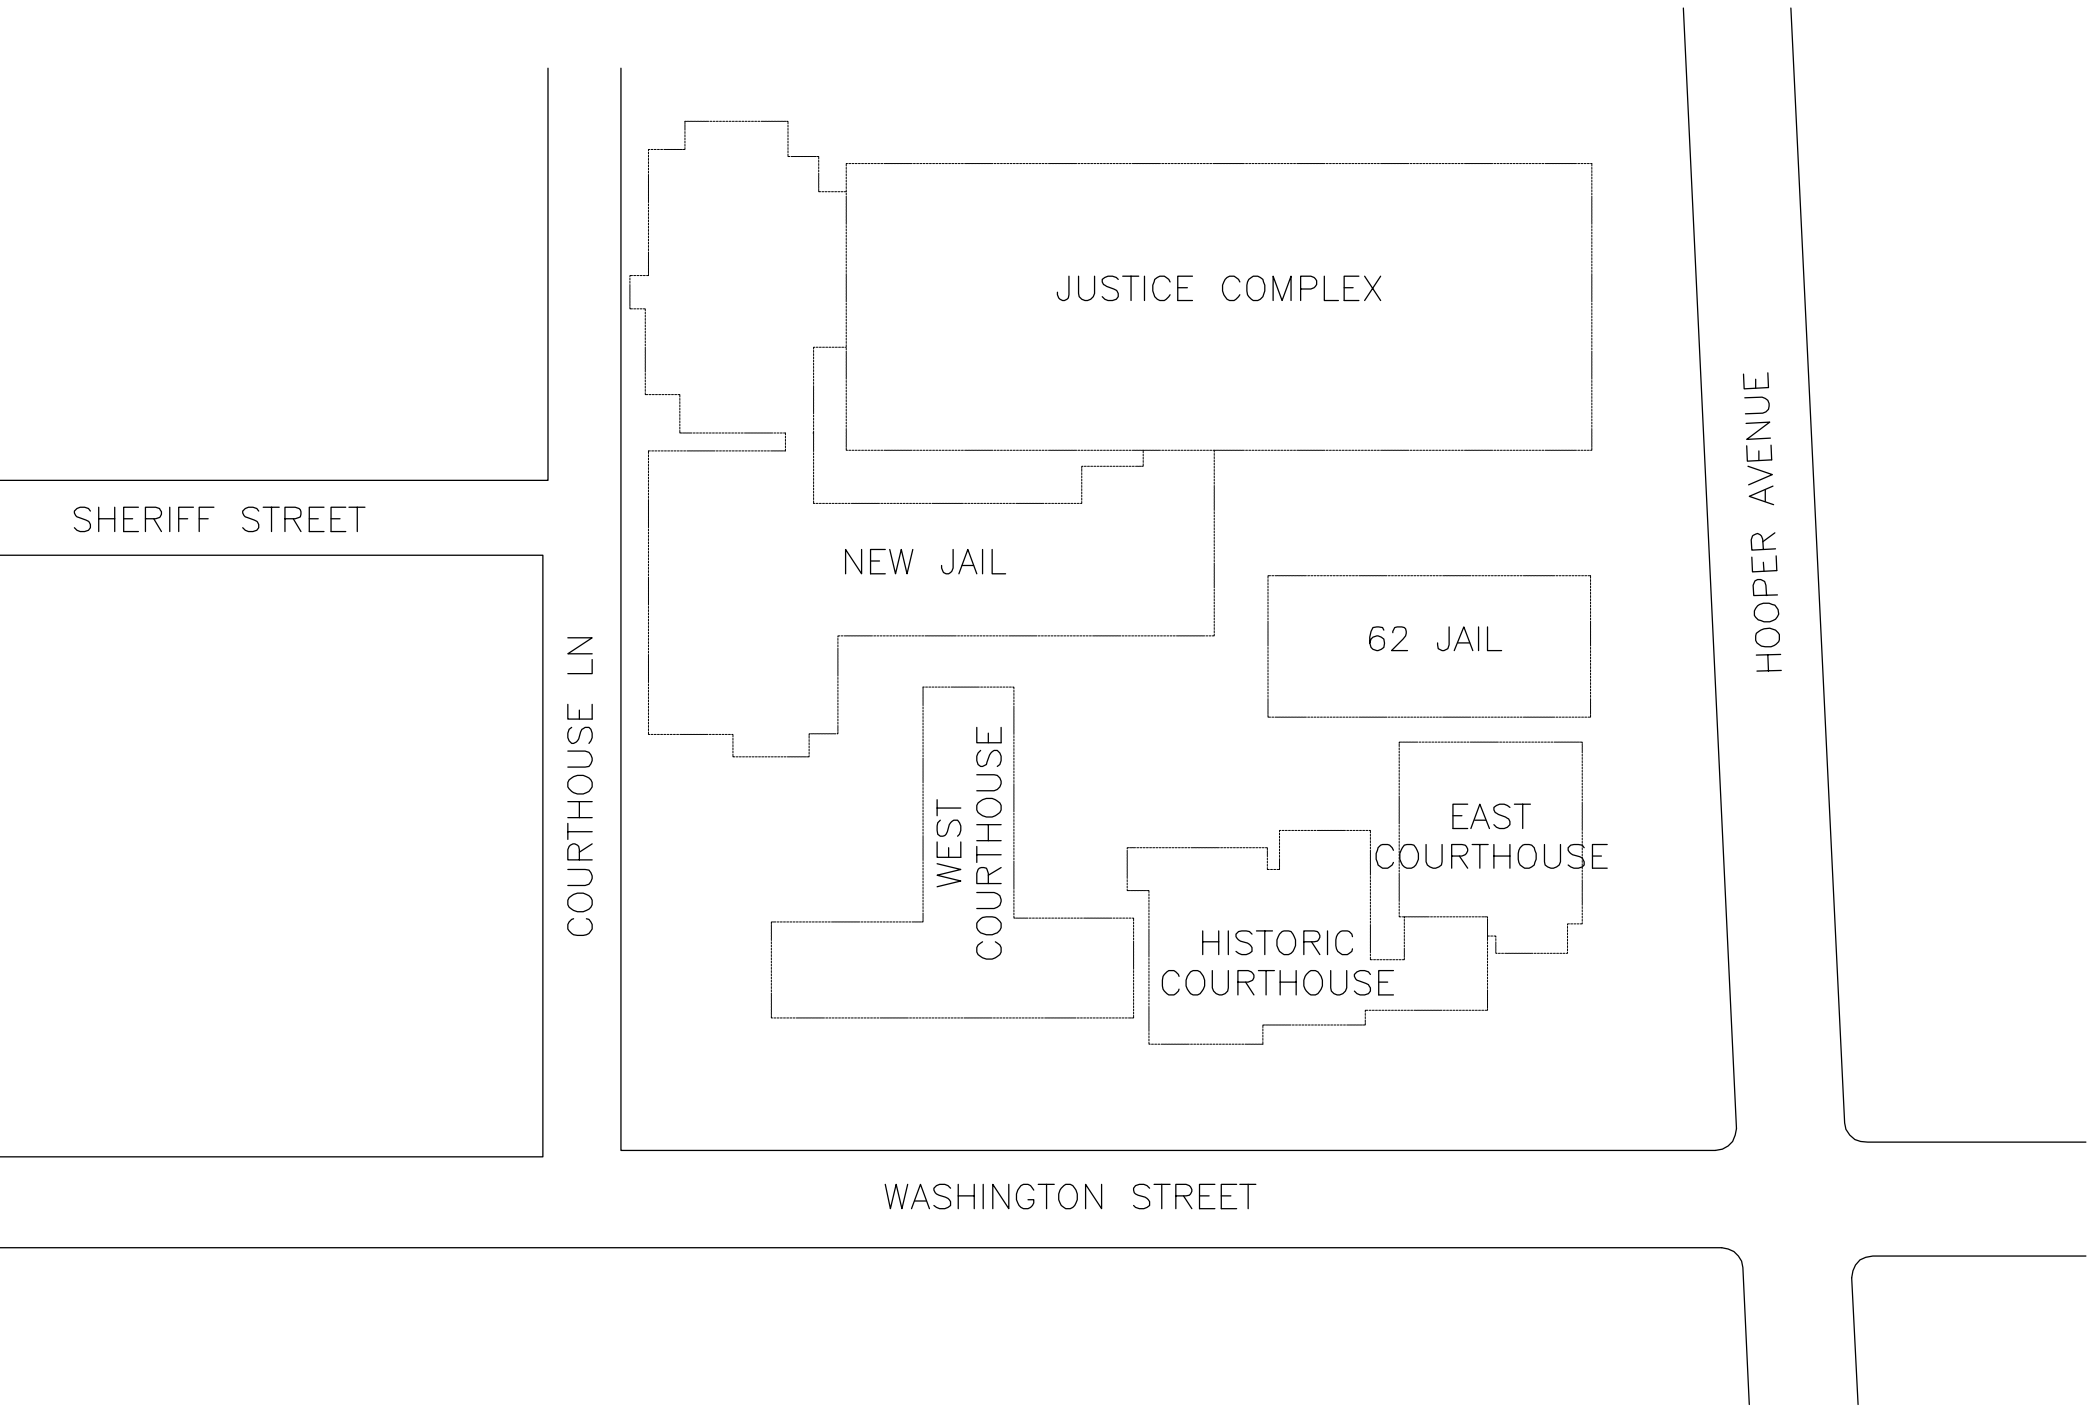 JUSTICE COMPLEX
SHERIFF STREET
NEW JAIL
HOOPER AVENUE
62 JAIL
COURTHOUSE LN
WEST
COURTHOUSE
EAST
COURTHOUSE
HISTORIC
COURTHOUSE
WASHINGTON STREET